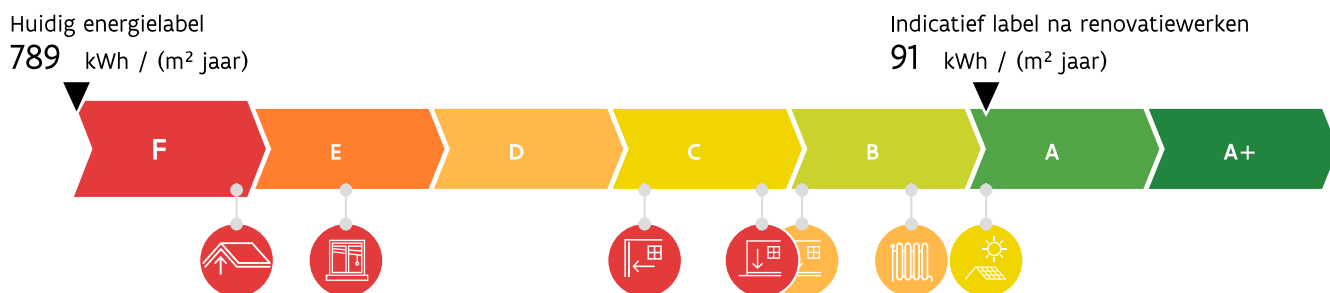 Huidig energielabel
789 kWh / (m² jaar)
Indicatief label na renovatiewerken
91 kWh / (m² jaar)
F E D C B A A+